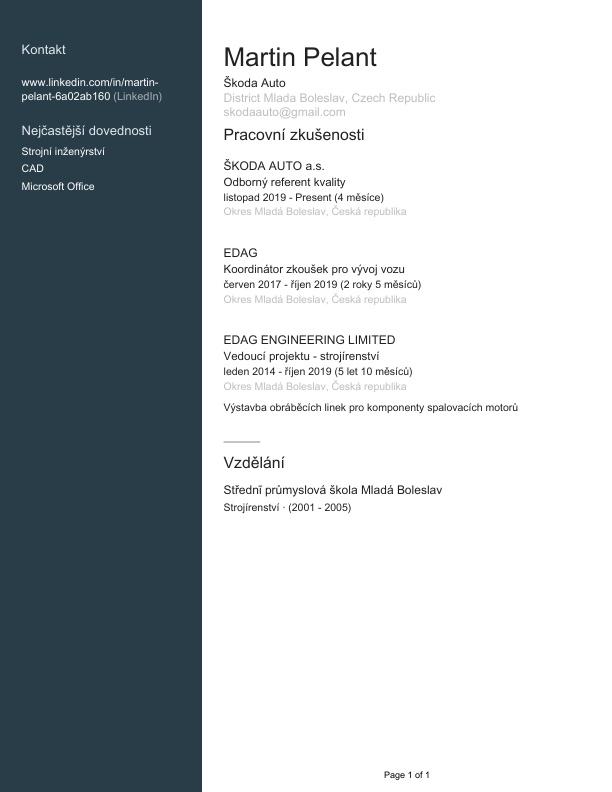 Kontakt
www.linkedin.com/in/martin-
pelant-6a02ab160 (LinkedIn)
Nejčastější dovednosti
Strojní inženýrství
CAD
Microsoft Office
Martin Pelant
Škoda Auto
District Mlada Boleslav, Czech Republic
skodaauto@gmail.com
Pracovní zkušenosti
ŠKODA AUTO a.s.
Odborný referent kvality
listopad 2019 - Present (4 měsíce)
Okres Mladá Boleslav, Česká republika
EDAG
Koordinátor zkoušek pro vývoj vozu
červen 2017 - říjen 2019 (2 roky 5 měsíců)
Okres Mladá Boleslav, Česká republika
EDAG ENGINEERING LIMITED
Vedoucí projektu - strojírenství
leden 2014 - říjen 2019 (5 let 10 měsíců)
Okres Mladá Boleslav, Česká republika
Výstavba obráběcích linek pro komponenty spalovacích motorů
Vzdělání
Střední průmyslová škola Mladá Boleslav
Strojírenství · (2001 - 2005)
Page 1 of 1